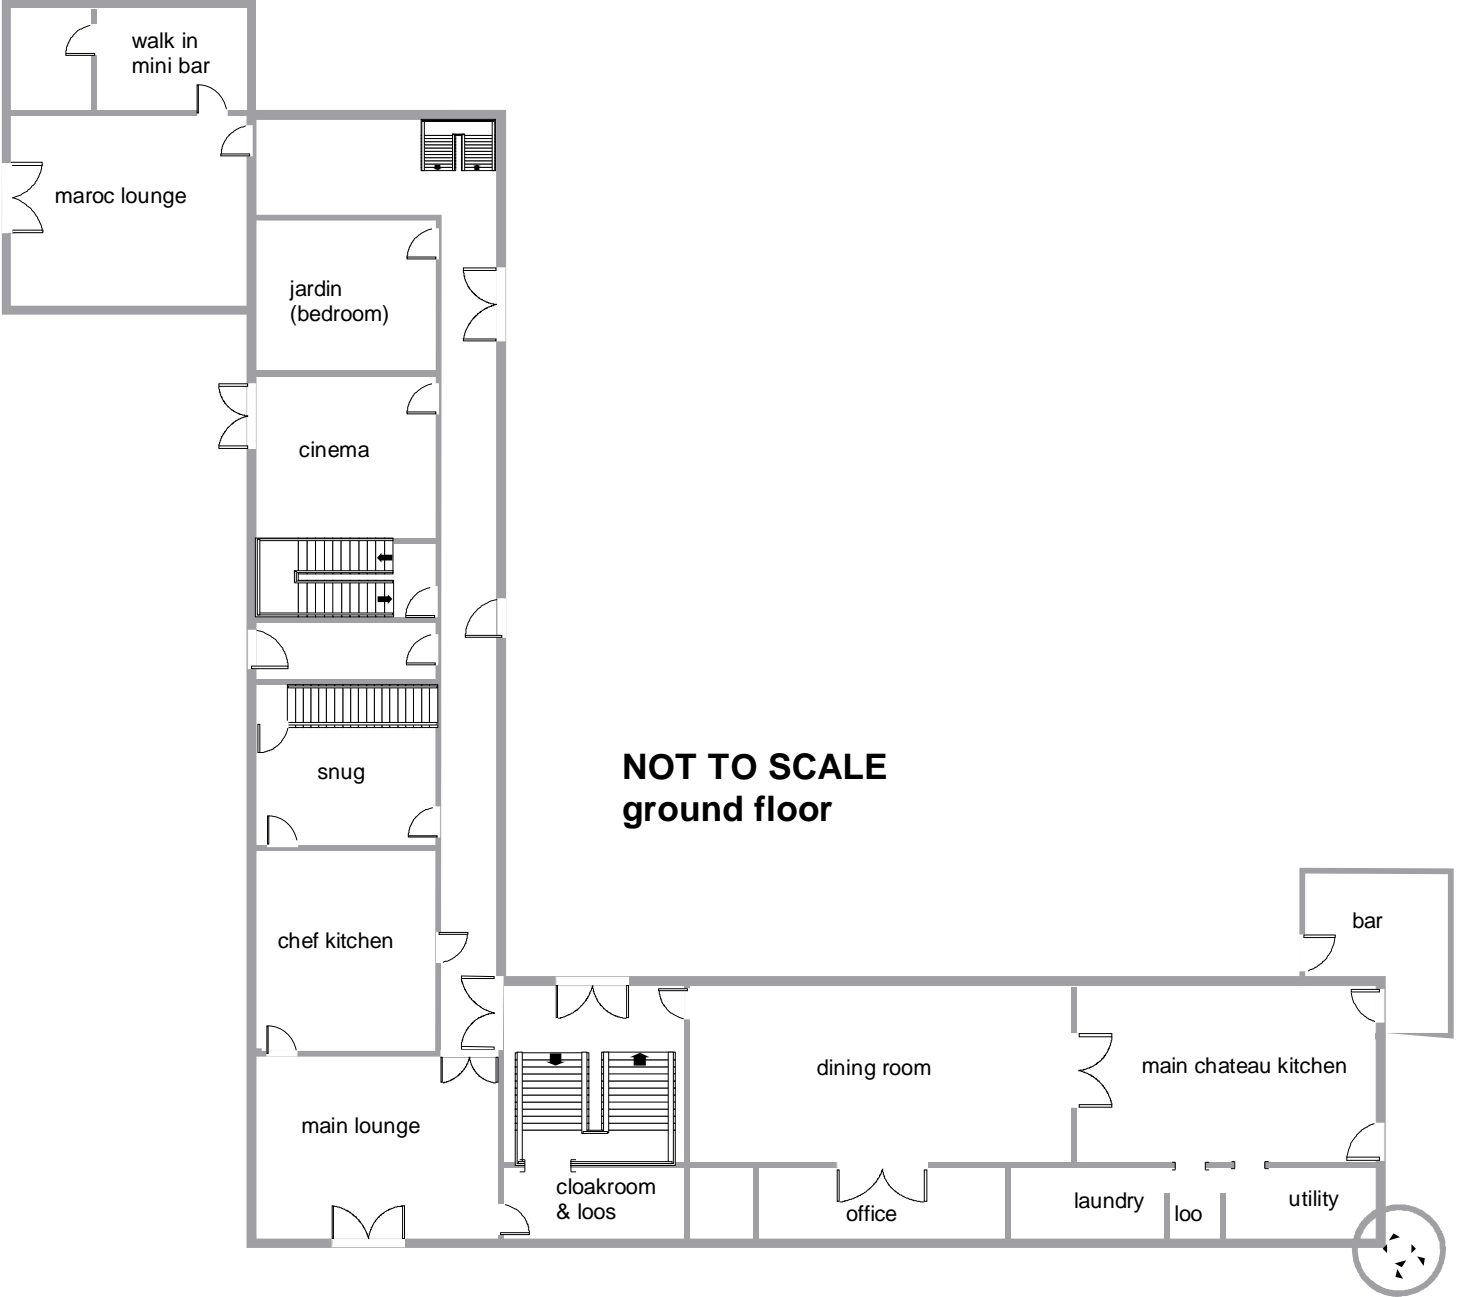 walk in
mini bar
maroc lounge
jardin
(bedroom)
cinema
snug
NOT TO SCALE
ground floor
chef kitchen
bar
dining room
main chateau kitchen
main lounge
cloakroom
& loos
office
laundry
loo
utility